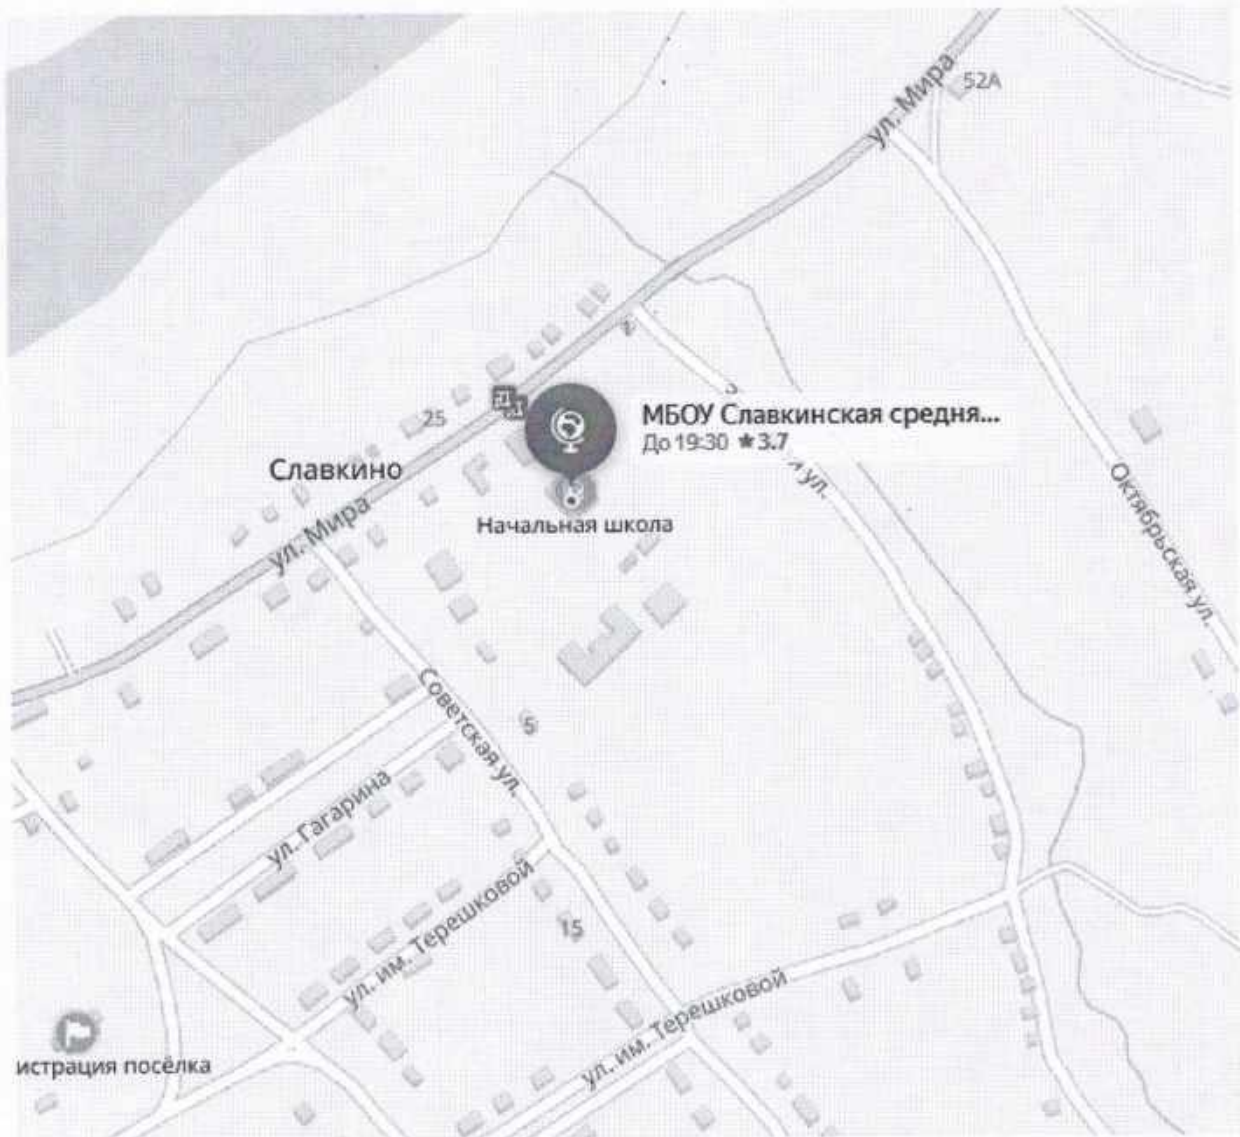 52А
ул. Мира
МБОУ Славкинская средня...
До 19:30 ★3.7
25
Славкино
ул.
Начальная школа
ул. Мира
Октябрьская ул.
Советская ул.
5
ул. Гагарина
ул. им. Терешковой
15
ул. им. Терешковой
истрация посёлка